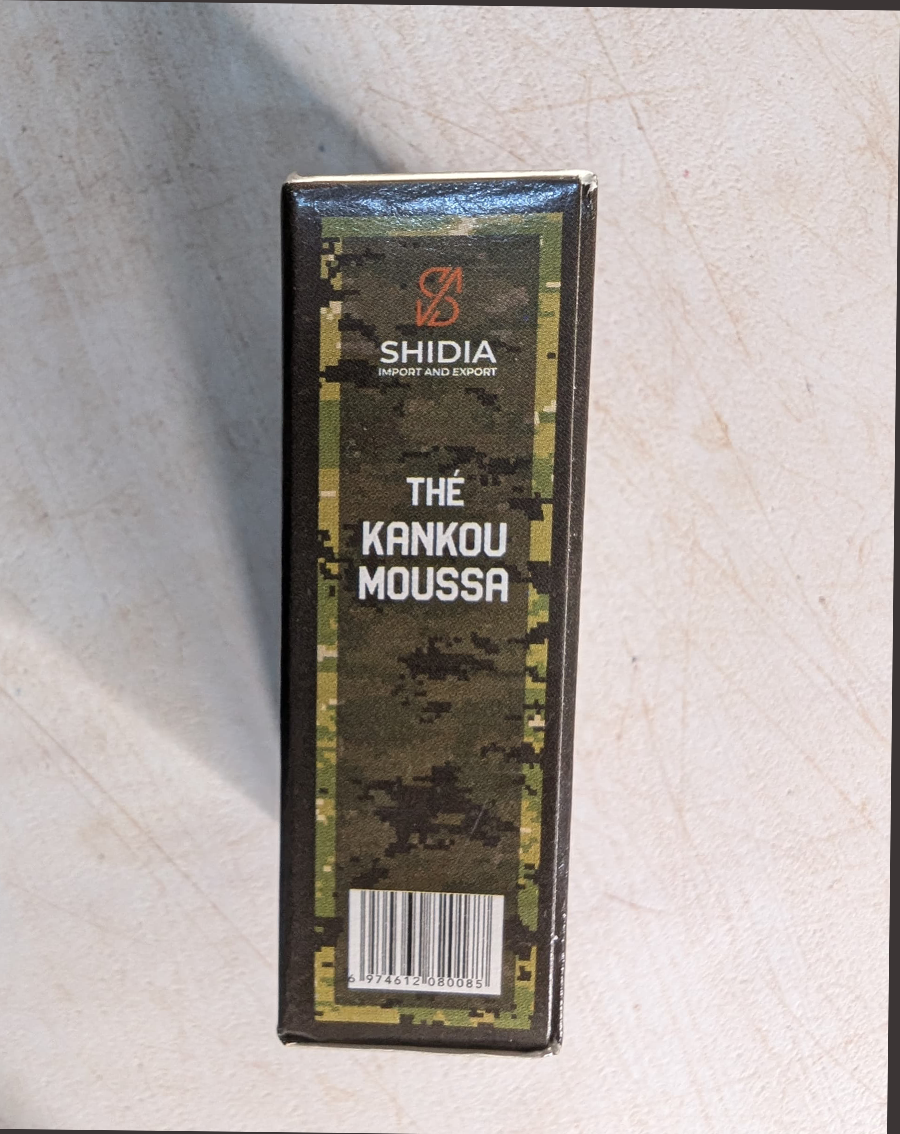 SHIDIA
IMPORT AND EXPORT
THÉ
KANKOU
MOUSSA
6 974612 080085